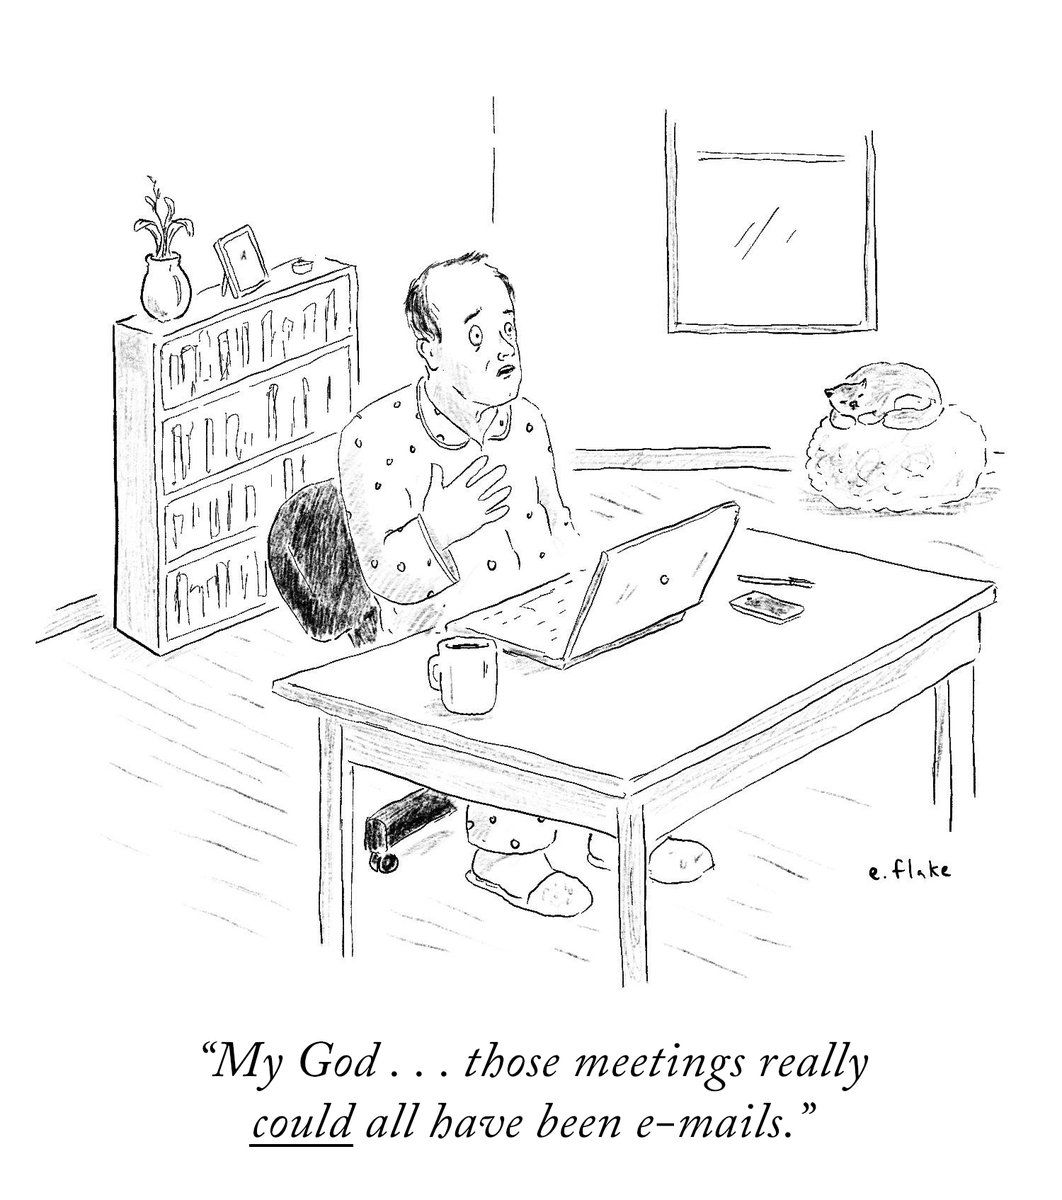 e. flake
“My God . . . those meetings really
could all have been e-mails.”